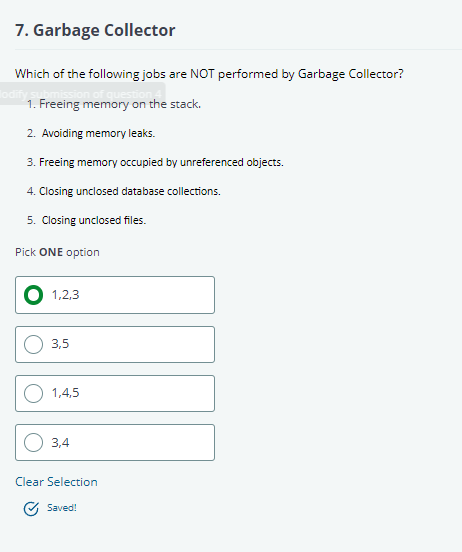 7. Garbage Collector
Which of the following jobs are NOT performed by Garbage Collector?
odify submission of question 4
1. Freeing memory on the stack.
2. Avoiding memory leaks.
3. Freeing memory occupied by unreferenced objects.
4. Closing unclosed database collections.
5. Closing unclosed files.
Pick ONE option
1,2,3
3,5
1,4,5
3,4
Clear Selection
Saved!